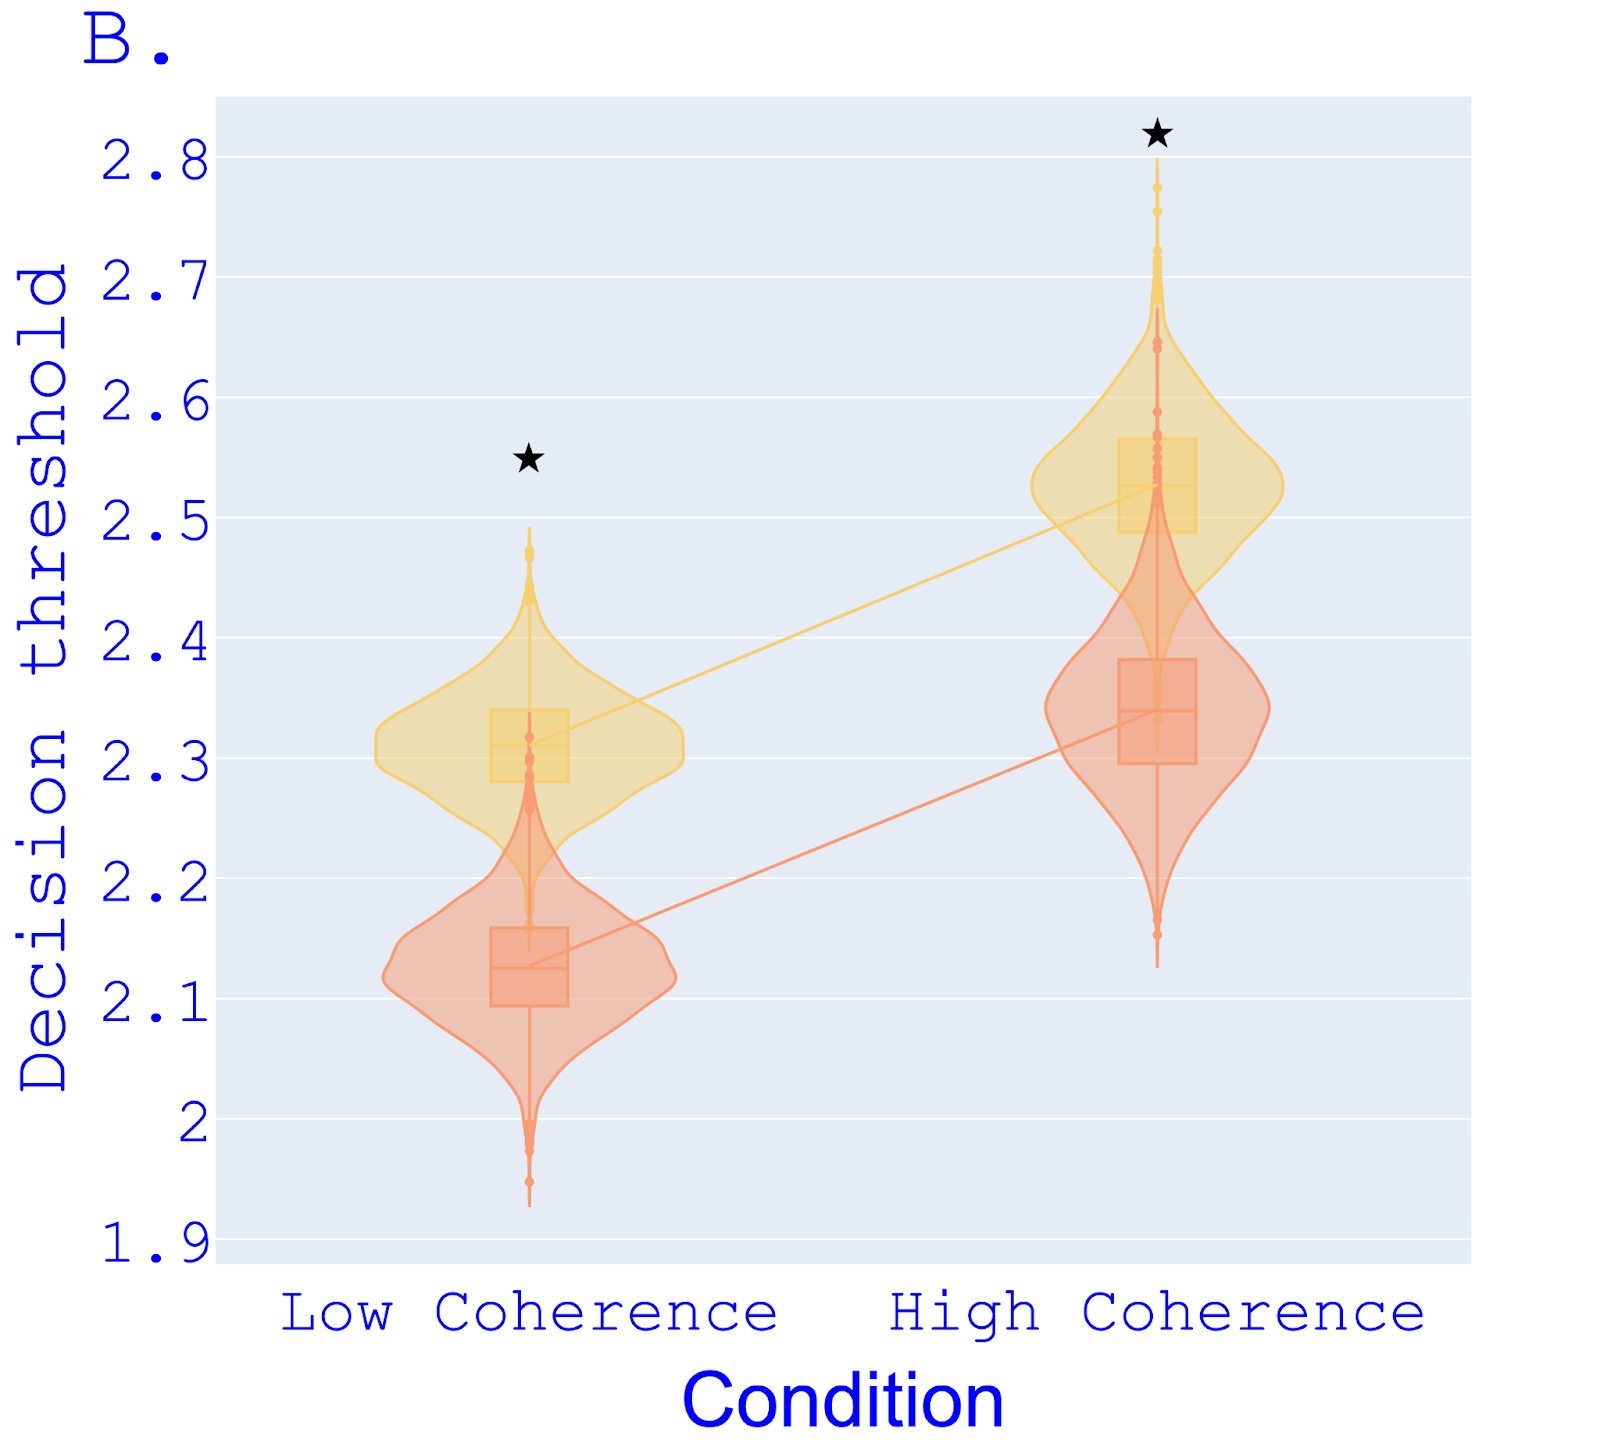 B.
2.8
2.7
2.6
2.5
2.4
2.3
2.2
2.1
2
1.9
Decision threshold
Low Coherence
High Coherence
Condition